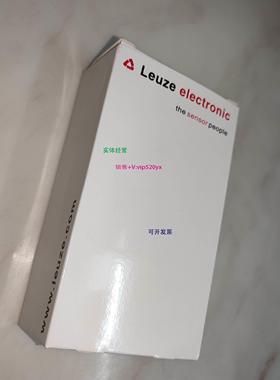 Leuze electronic
the sensor people
实体经营
销售+V:vip520yx
可开发票
www.leuze.com